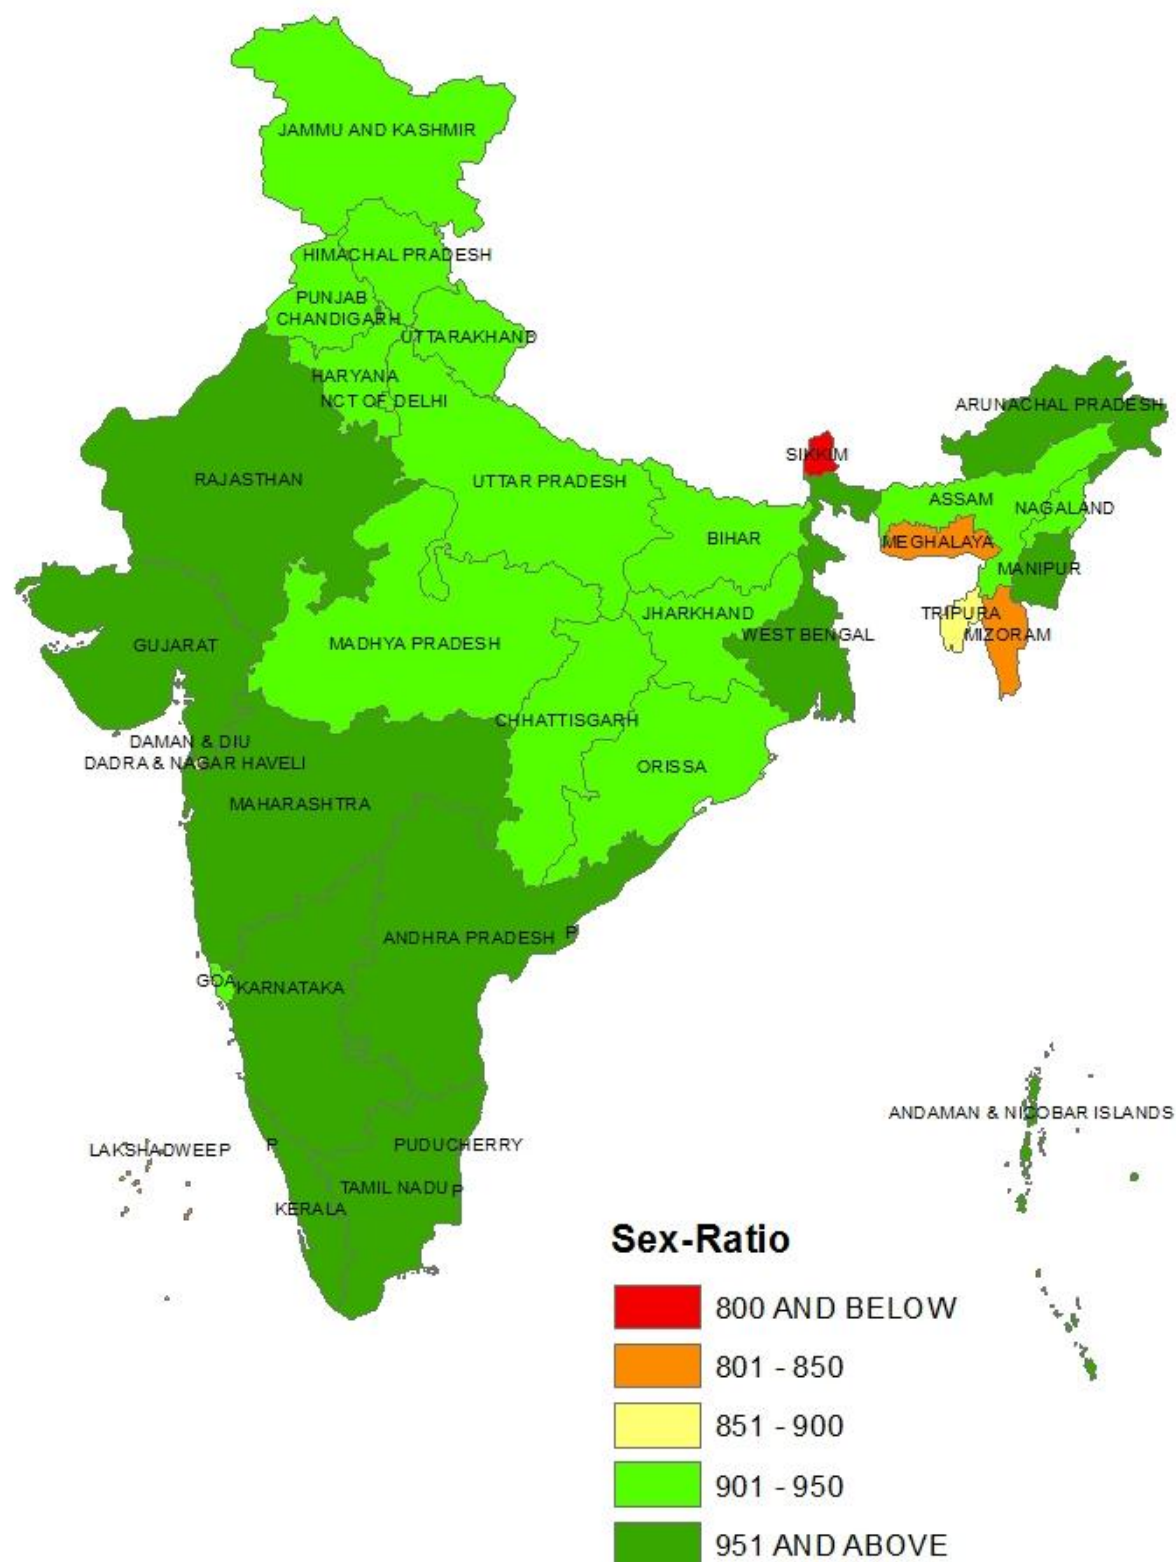 JAMMU AND KASHMIR
HIMACHAL PRADESH
PUNJAB
CHANDIGARH
UTTARAKHAND
HARYANA
NCT OF DELHI
ARUNACHAL PRADESH
SIKKIM
RAJASTHAN
UTTAR PRADESH
ASSAM
NAGALAND
BIHAR
MEGHALAYA
MANIPUR
JHARKHAND
TRIPURA
WEST BENGAL
MIZORAM
GUJARAT
MADHYA PRADESH
CHHATTISGARH
DAMAN & DIU
DADRA & NAGAR HAVELI
ORISSA
MAHARASHTRA
ANDHRA PRADESH P
GOA
KARNATAKA
ANDAMAN & NICOBAR ISLANDS
LAKSHADWEEP
P
PUDUCHERRY
TAMIL NADU P
KERALA
Sex-Ratio
800 AND BELOW
801 - 850
851 - 900
901 - 950
951 AND ABOVE